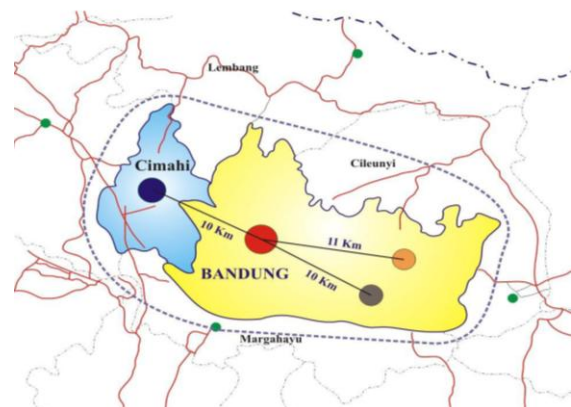 Lembang
Cimahi
Cileunyi
10 Km
11 Km
BANDUNG
10 Km
Margahayu